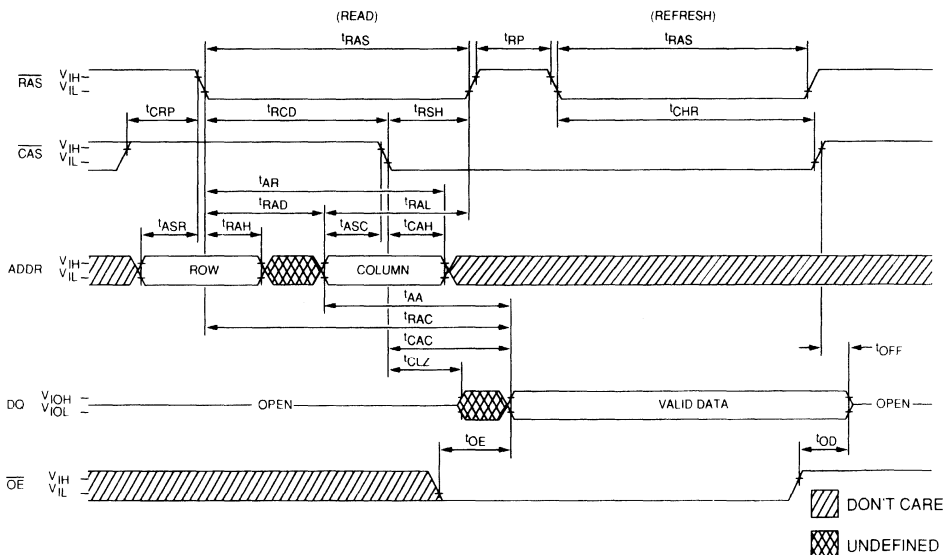 (READ) (REFRESH)
tRAS tRP tRAS
RAS VIH VIL
tCRP tRCD tRSH tCHR
CAS VIH VIL
tAR
tRAD tRAL
tASR tRAH tASC tCAH
ADDR VIH VIL ROW COLUMN
tAA
tRAC
tCAC
tCLZ tOFF
DQ VIOH VIOL OPEN VALID DATA OPEN
tOE tOD
OE VIH VIL
DON'T CARE
UNDEFINED